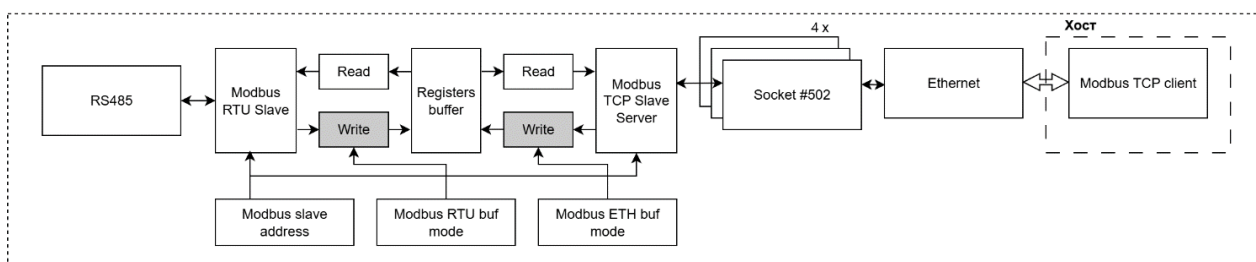 4 x
Хост
RS485
Modbus
RTU Slave
Read
Write
Registers
buffer
Read
Write
Modbus
TCP Slave
Server
Socket #502
Ethernet
Modbus TCP client
Modbus slave
address
Modbus RTU buf
mode
Modbus ETH buf
mode